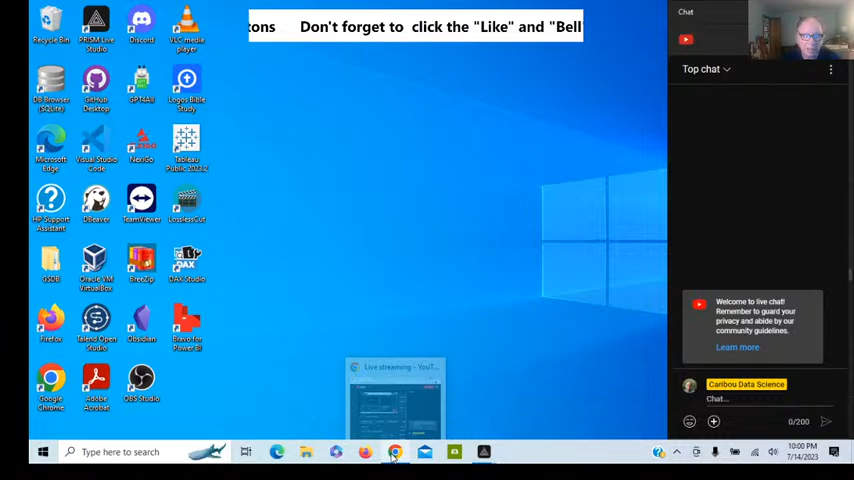 tons Don't forget to click the "Like" and "Bell"
Recycle Bin
PRISM Live
Studio
Discord
VLC media
player
DB Browser
(SQLite)
GitHub
Desktop
GPT4All
Logos Bible
Study
Microsoft
Edge
Visual Studio
Code
NexiGo
Tableau
Public 2023.2
HP Support
Assistant
DBeaver
TeamViewer
LosslessCut
GSDB
Oracle VM
VirtualBox
BreeZip
DAX Studio
Firefox
Talend Open
Studio
Obsidian
Bravo for
Power BI
Google
Chrome
Adobe
Acrobat
OBS Studio
Live streaming - YouT...
Type here to search
10:00 PM
7/14/2023
Chat
Top chat
Welcome to live chat!
Remember to guard your
privacy and abide by our
community guidelines.
Learn more
Caribou Data Science
Chat...
0/200